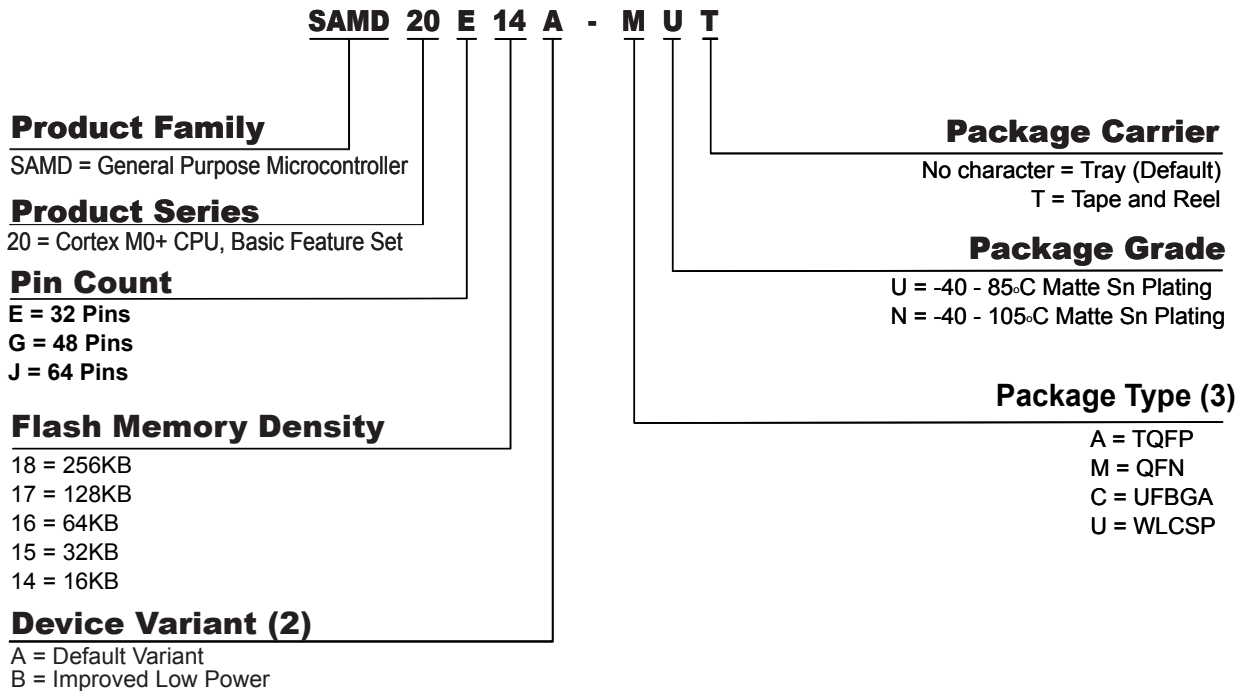 SAMD 20 E 14 A - M U T
Product Family
SAMD = General Purpose Microcontroller
Product Series
20 = Cortex M0+ CPU, Basic Feature Set
Pin Count
E = 32 Pins
G = 48 Pins
J = 64 Pins
Flash Memory Density
18 = 256KB
17 = 128KB
16 = 64KB
15 = 32KB
14 = 16KB
Device Variant (2)
A = Default Variant
B = Improved Low Power
Package Carrier
No character = Tray (Default)
T = Tape and Reel
Package Grade
U = -40 - 85°C Matte Sn Plating
N = -40 - 105°C Matte Sn Plating
Package Type (3)
A = TQFP
M = QFN
C = UFBGA
U = WLCSP